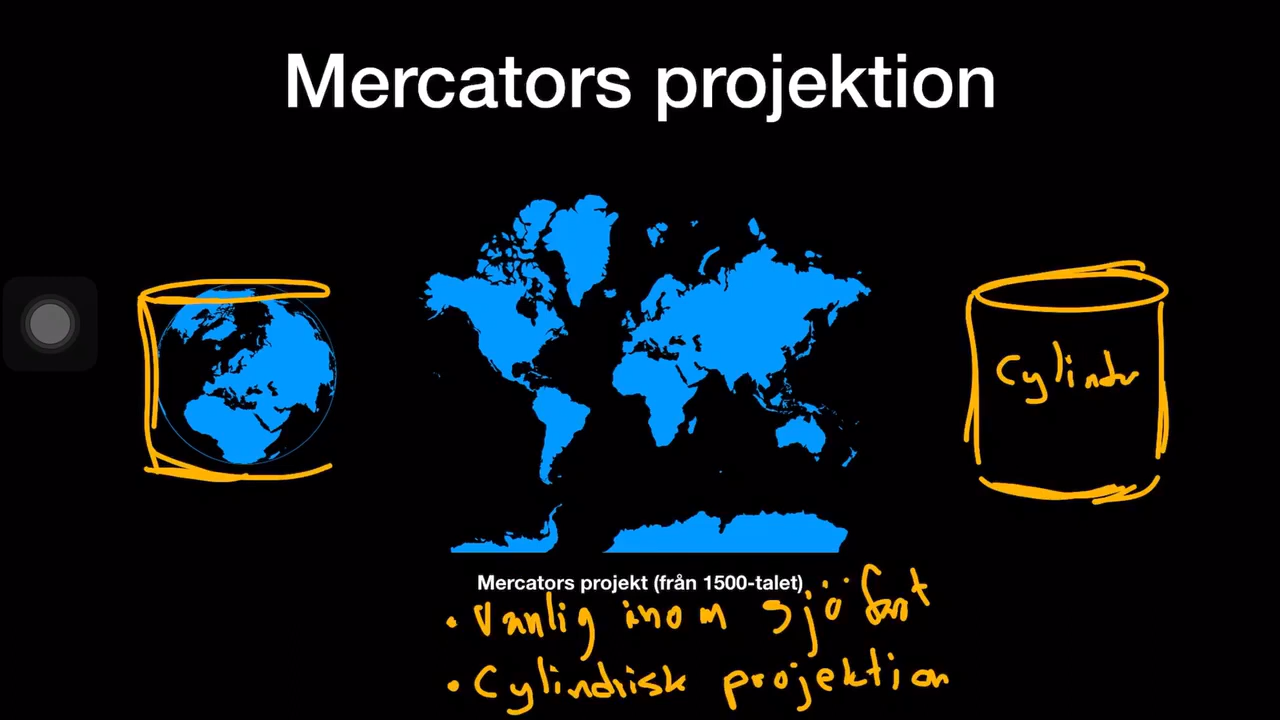 Mercators projektion
Cylinder
Mercators projekt (från 1500-talet)
• Vanlig inom sjöfart
• Cylindrisk projektion